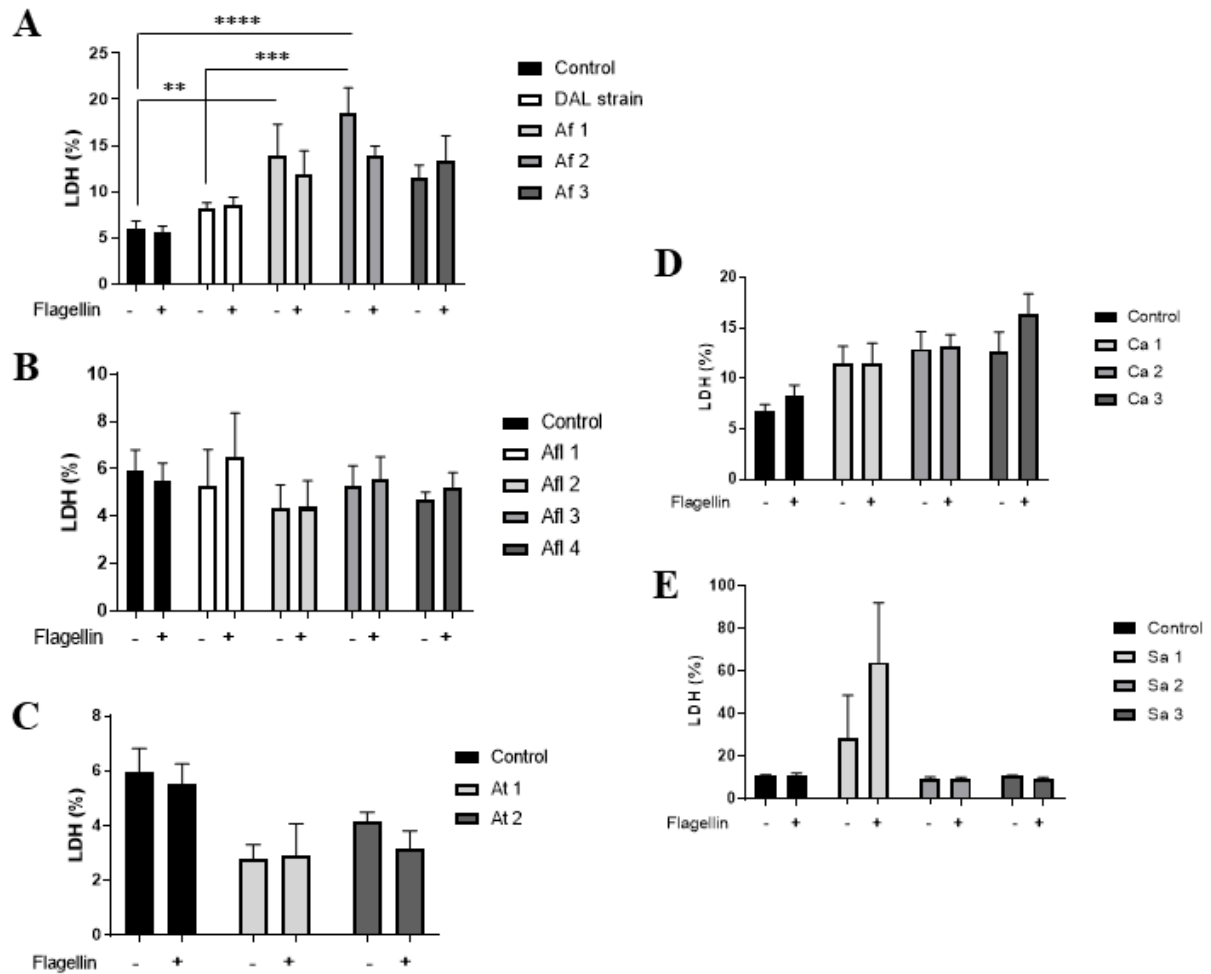 A
****
***
**
25
20
15
10
5
0
LDH (%)
Flagellin - + - + - + - + - +
Control
DAL strain
Af 1
Af 2
Af 3
B
10
8
6
4
2
0
LDH (%)
Flagellin - + - + - + - + - +
Control
Afl 1
Afl 2
Afl 3
Afl 4
C
8
6
4
2
0
LDH (%)
Flagellin - + - + - +
Control
At 1
At 2
D
20
15
10
5
0
LDH (%)
Flagellin - + - + - + - +
Control
Ca 1
Ca 2
Ca 3
E
100
80
60
40
20
0
LDH (%)
Flagellin - + - + - + - +
Control
Sa 1
Sa 2
Sa 3